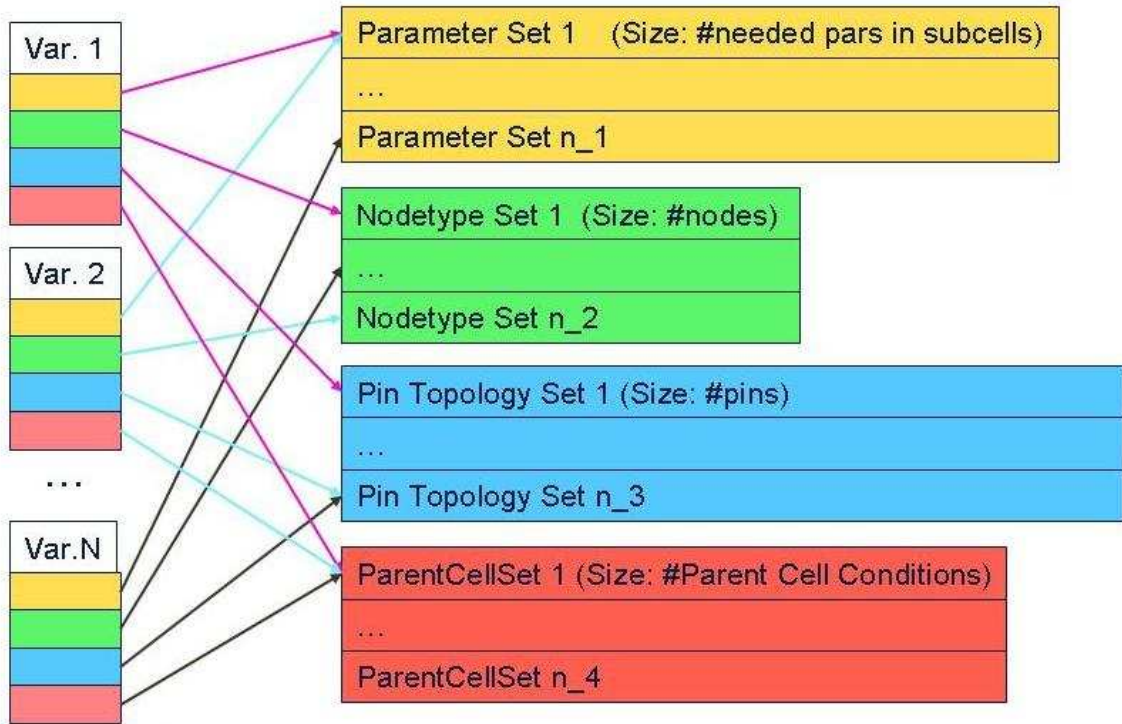 Var. 1
Var. 2
...
Var.N
Parameter Set 1 (Size: #needed pars in subcells)
...
Parameter Set n_1
Nodetype Set 1 (Size: #nodes)
...
Nodetype Set n_2
Pin Topology Set 1 (Size: #pins)
...
Pin Topology Set n_3
ParentCellSet 1 (Size: #Parent Cell Conditions)
...
ParentCellSet n_4